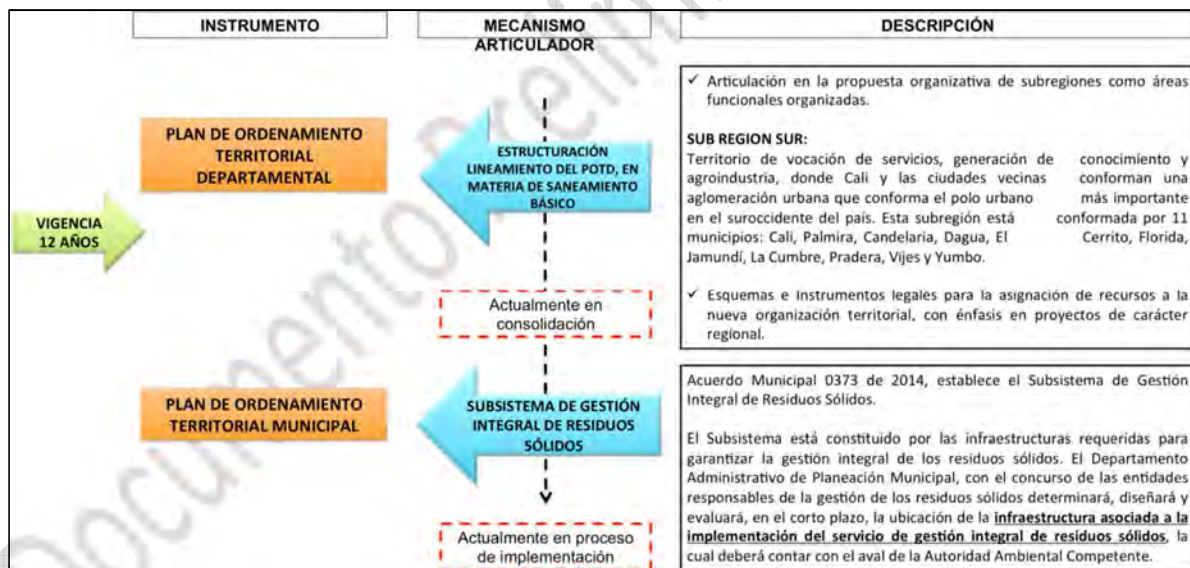 INSTRUMENTO
MECANISMO
ARTICULADOR
DESCRIPCIÓN
VIGENCIA
12 AÑOS
PLAN DE ORDENAMIENTO
TERRITORIAL
DEPARTAMENTAL
ESTRUCTURACIÓN
LINEAMIENTO DEL POTD, EN
MATERIA DE SANEAMIENTO
BÁSICO
Actualmente en
consolidación
✓ Articulación en la propuesta organizativa de subregiones como áreas
funcionales organizadas.
SUB REGION SUR:
Territorio de vocación de servicios, generación de conocimiento y
agroindustria, donde Cali y las ciudades vecinas conforman una
aglomeración urbana que conforma el polo urbano más importante
en el suroccidente del país. Esta subregión está conformada por 11
municipios: Cali, Palmira, Candelaria, Dagua, El Cerrito, Florida,
Jamundí, La Cumbre, Pradera, Vijes y Yumbo.
✓ Esquemas e Instrumentos legales para la asignación de recursos a la
nueva organización territorial, con énfasis en proyectos de carácter
regional.
PLAN DE ORDENAMIENTO
TERRITORIAL MUNICIPAL
SUBSISTEMA DE GESTIÓN
INTEGRAL DE RESIDUOS
SÓLIDOS
Actualmente en proceso
de implementación
Acuerdo Municipal 0373 de 2014, establece el Subsistema de Gestión
Integral de Residuos Sólidos.
El Subsistema está constituido por las infraestructuras requeridas para
garantizar la gestión integral de los residuos sólidos. El Departamento
Administrativo de Planeación Municipal, con el concurso de las entidades
responsables de la gestión de los residuos sólidos determinará, diseñará y
evaluará, en el corto plazo, la ubicación de la infraestructura asociada a la
implementación del servicio de gestión integral de residuos sólidos, la
cual deberá contar con el aval de la Autoridad Ambiental Competente.
Documento Prelim